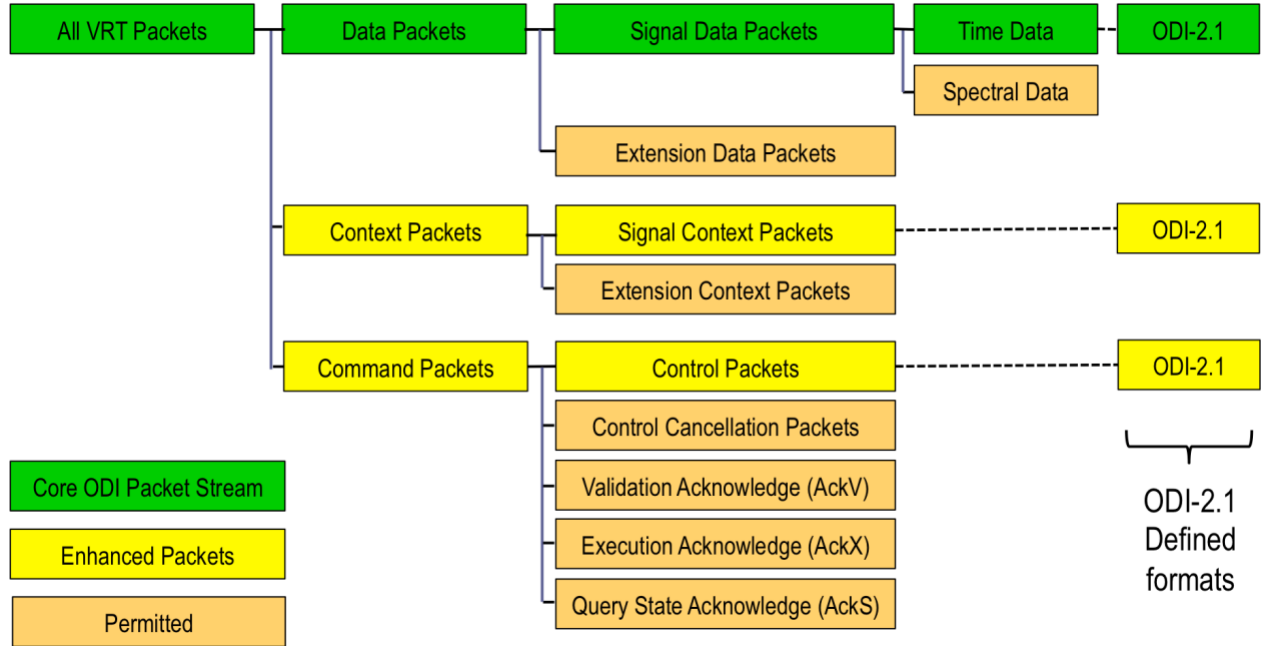 All VRT Packets
Data Packets
Signal Data Packets
Time Data
ODI-2.1
Spectral Data
Extension Data Packets
Context Packets
Signal Context Packets
ODI-2.1
Extension Context Packets
Command Packets
Control Packets
ODI-2.1
Control Cancellation Packets
Validation Acknowledge (AckV)
Execution Acknowledge (AckX)
Query State Acknowledge (AckS)
Core ODI Packet Stream
Enhanced Packets
Permitted
ODI-2.1
Defined
formats